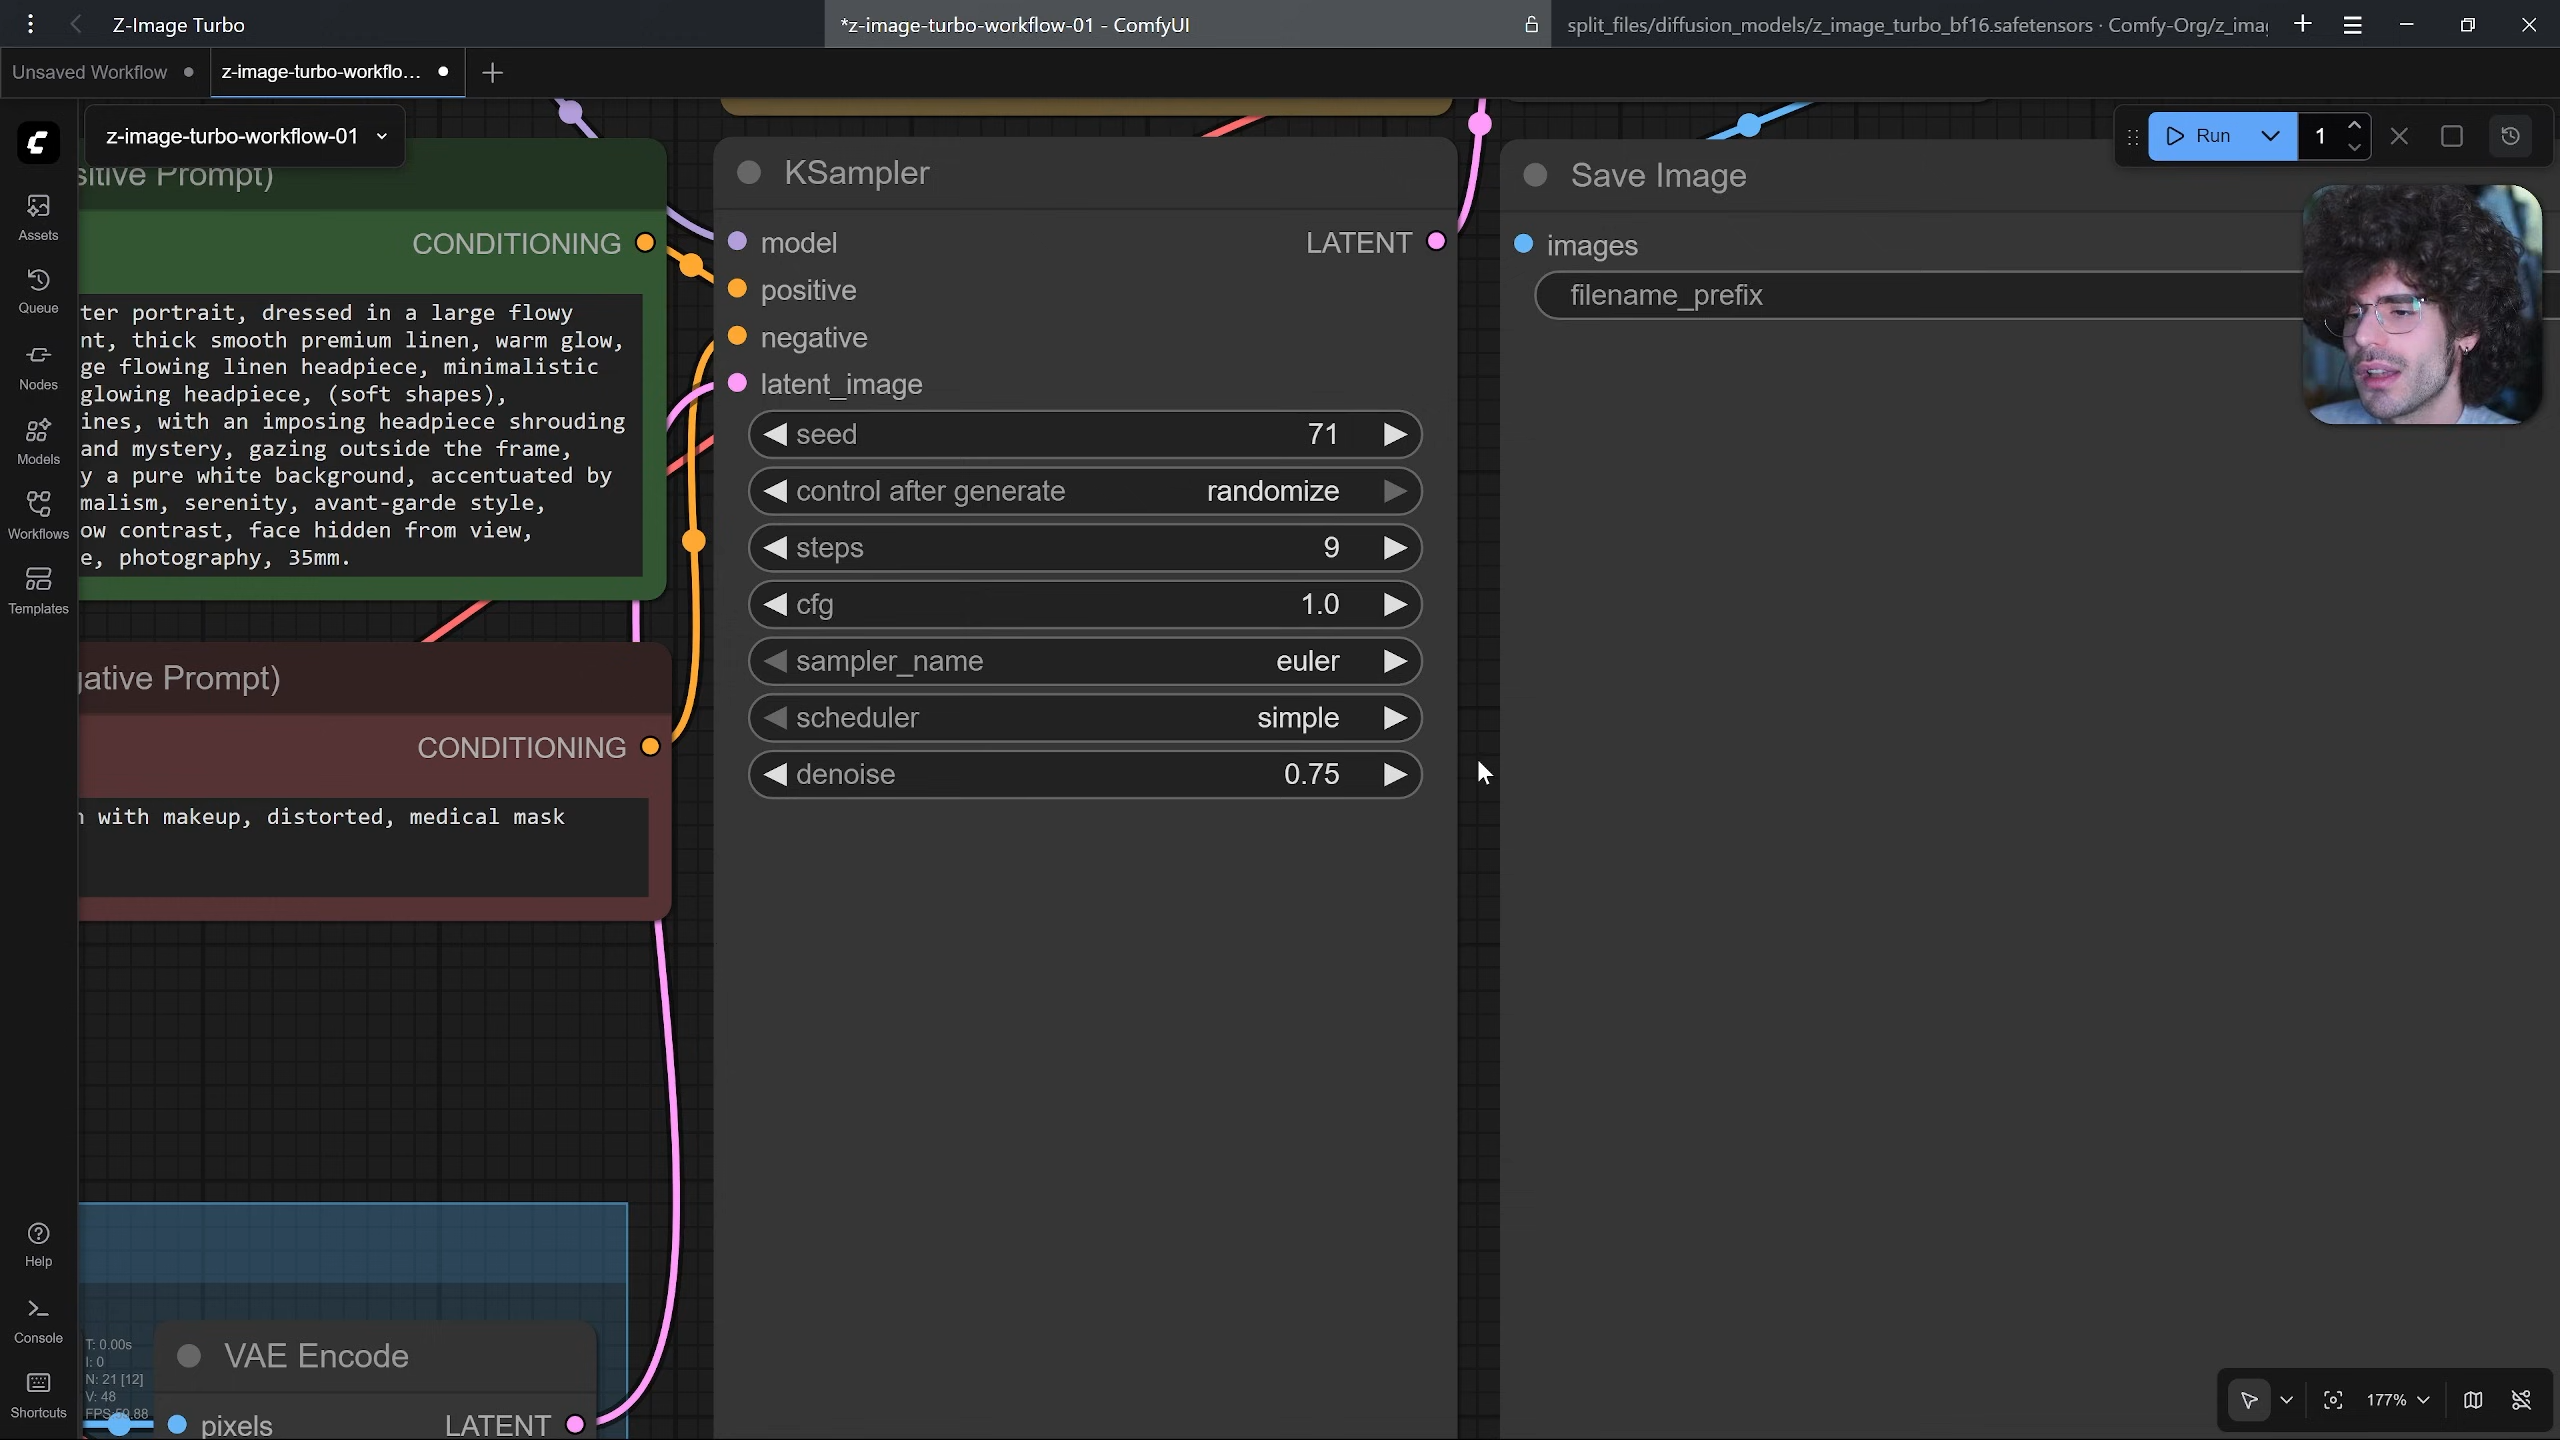 Z-Image Turbo
*z-image-turbo-workflow-01 - ComfyUI
split_files/diffusion_models/z_image_turbo_bf16.safetensors · Comfy-Org/z_imag
Unsaved Workflow
z-image-turbo-workflo...
z-image-turbo-workflow-01
Run
1
Assets
Queue
Nodes
Models
Workflows
Templates
Help
Console
Shortcuts
sitive Prompt)
CONDITIONING
ter portrait, dressed in a large flowy
nt, thick smooth premium linen, warm glow,
ge flowing linen headpiece, minimalistic
glowing headpiece, (soft shapes),
ines, with an imposing headpiece shrouding
and mystery, gazing outside the frame,
y a pure white background, accentuated by
malism, serenity, avant-garde style,
ow contrast, face hidden from view,
e, photography, 35mm.
gative Prompt)
CONDITIONING
with makeup, distorted, medical mask
VAE Encode
pixels
LATENT
T: 0.00s
I: 0
N: 21 [12]
V: 48
KSampler
model
LATENT
positive
negative
latent_image
seed 71
control after generate randomize
steps 9
cfg 1.0
sampler_name euler
scheduler simple
denoise 0.75
Save Image
images
filename_prefix
177%